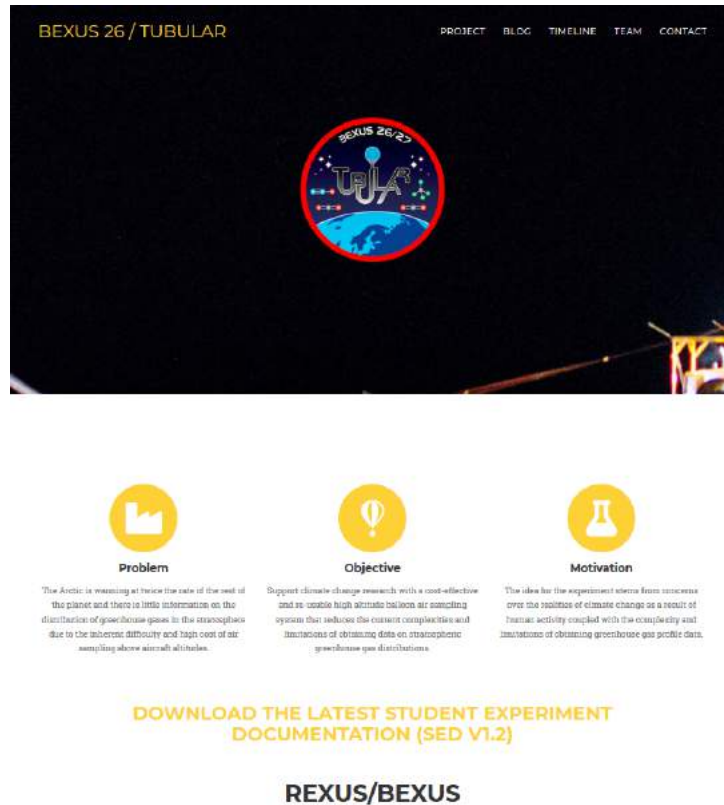 BEXUS 26 / TUBULAR
PROJECT BLOG TIMELINE TEAM CONTACT
BEXUS 26/27
TUBULAR
Problem
The Arctic is warming at twice the rate of the rest of
the planet and there is little information on the
distribution of greenhouse gases in the stratosphere
due to the inherent difficulty and high cost of air
sampling above aircraft altitudes.
Objective
Support climate change research with a cost-effective
and re-usable high altitude balloon air sampling
system that reduces the current complexities and
limitations of obtaining data on stratospheric
greenhouse gas distributions.
Motivation
The idea for the experiment stems from concerns
over the realities of climate change as a result of
human activity coupled with the complexity and
limitations of obtaining greenhouse gas profile data.
DOWNLOAD THE LATEST STUDENT EXPERIMENT
DOCUMENTATION (SED V1.2)
REXUS/BEXUS